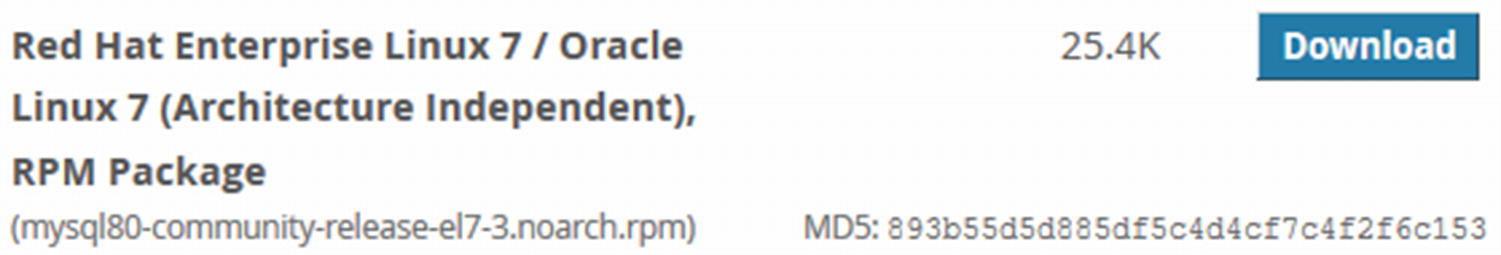 Red Hat Enterprise Linux 7 / Oracle 25.4K Download
Linux 7 (Architecture Independent),
RPM Package
(mysql80-community-release-el7-3.noarch.rpm) MD5: 893b55d5d885df5c4d4cf7c4f2f6c153